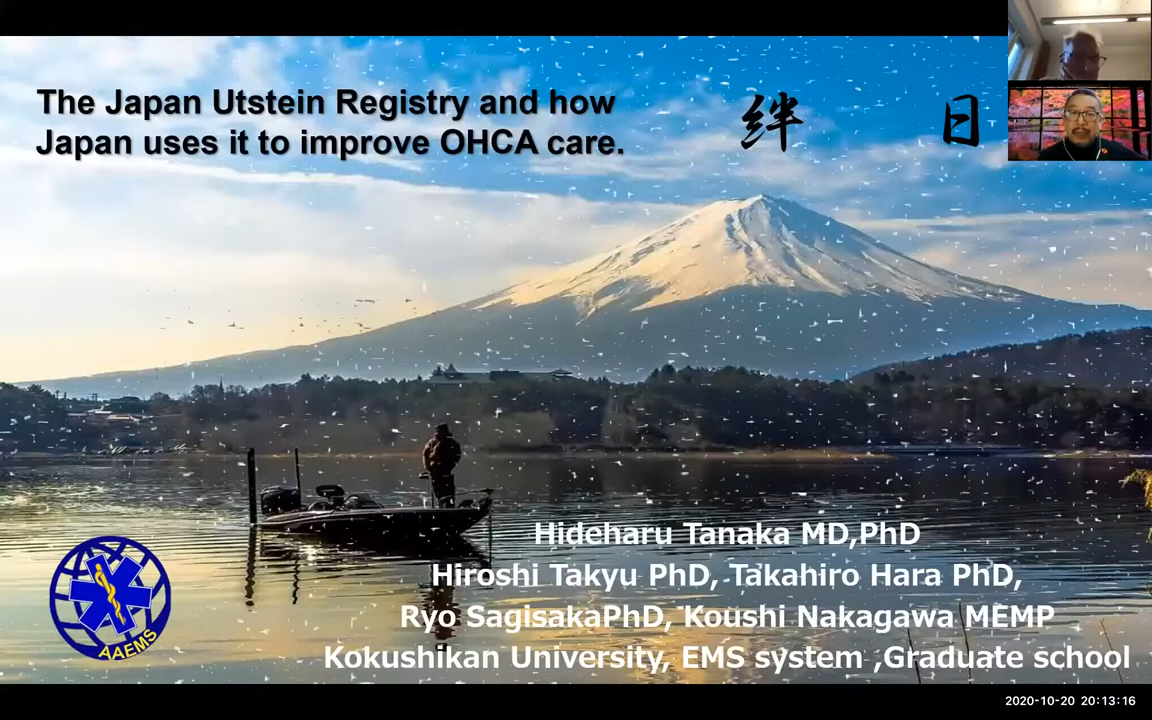 The Japan Utstein Registry and how
Japan uses it to improve OHCA care.
絆 日
Hideharu Tanaka MD,PhD
Hiroshi Takyu PhD, Takahiro Hara PhD,
Ryo SagisakaPhD, Koushi Nakagawa MEMP
Kokushikan University, EMS system ,Graduate school
AAEMS
2020-10-20 20:13:16